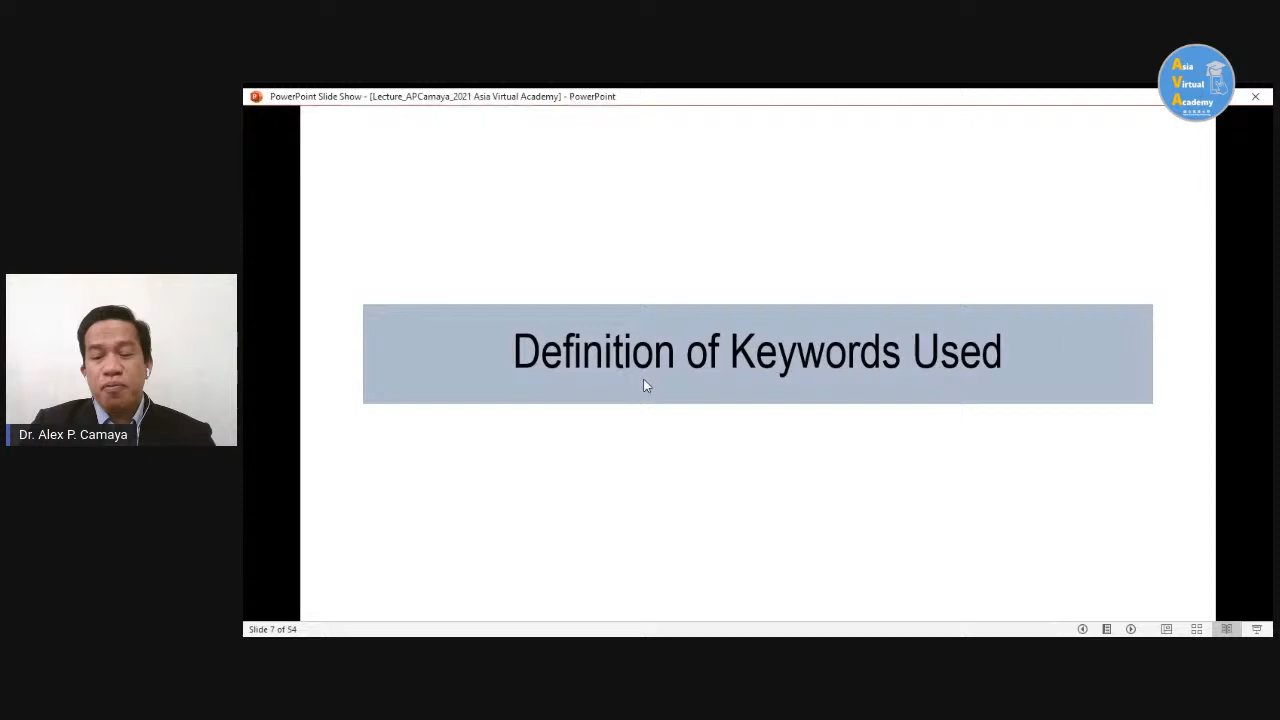 PowerPoint Slide Show - [Lecture_APCamaya_2021 Asia Virtual Academy] - PowerPoint
Asia
Virtual
Academy
Definition of Keywords Used
Dr. Alex P. Camaya
Slide 7 of 54